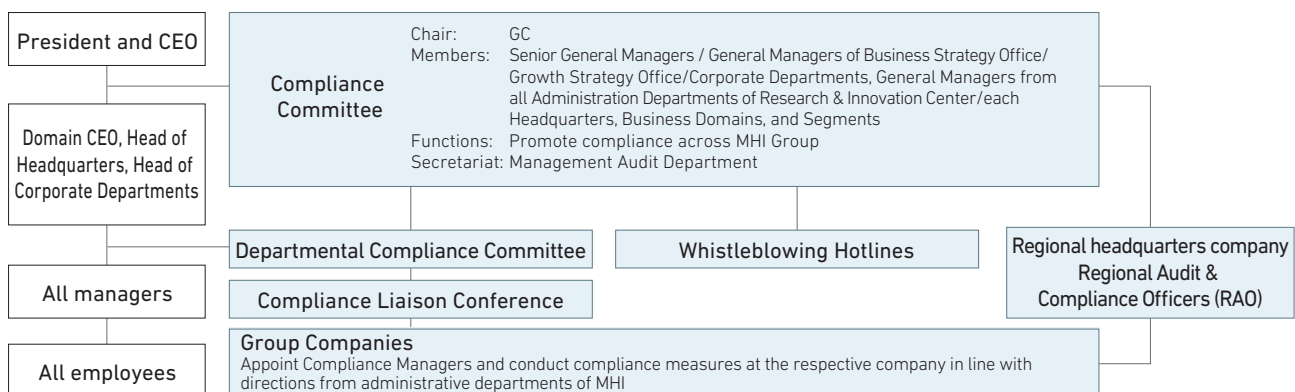 President and CEO
Domain CEO, Head of
Headquarters, Head of
Corporate Departments
All managers
All employees
Compliance
Committee
Chair: GC
Members: Senior General Managers / General Managers of Business Strategy Office/
Growth Strategy Office/Corporate Departments, General Managers from
all Administration Departments of Research & Innovation Center/each
Headquarters, Business Domains, and Segments
Functions: Promote compliance across MHI Group
Secretariat: Management Audit Department
Departmental Compliance Committee
Whistleblowing Hotlines
Compliance Liaison Conference
Regional headquarters company
Regional Audit &
Compliance Officers (RAO)
Group Companies
Appoint Compliance Managers and conduct compliance measures at the respective company in line with
directions from administrative departments of MHI